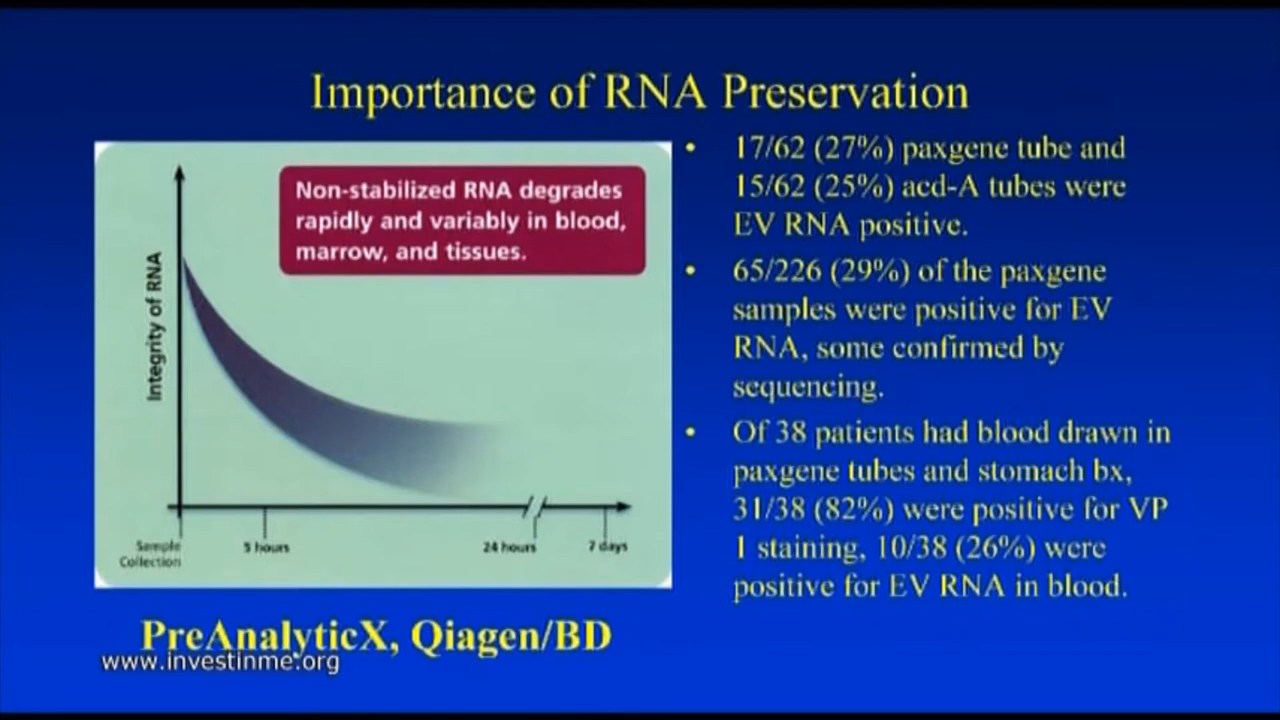 Importance of RNA Preservation
Non-stabilized RNA degrades
rapidly and variably in blood,
marrow, and tissues.
Integrity of RNA
Sample
Collection
5 hours
24 hours
7 days
PreAnalyticX, Qiagen/BD
www.investinme.org
• 17/62 (27%) paxgene tube and
15/62 (25%) acd-A tubes were
EV RNA positive.
• 65/226 (29%) of the paxgene
samples were positive for EV
RNA, some confirmed by
sequencing.
• Of 38 patients had blood drawn in
paxgene tubes and stomach bx,
31/38 (82%) were positive for VP
1 staining, 10/38 (26%) were
positive for EV RNA in blood.